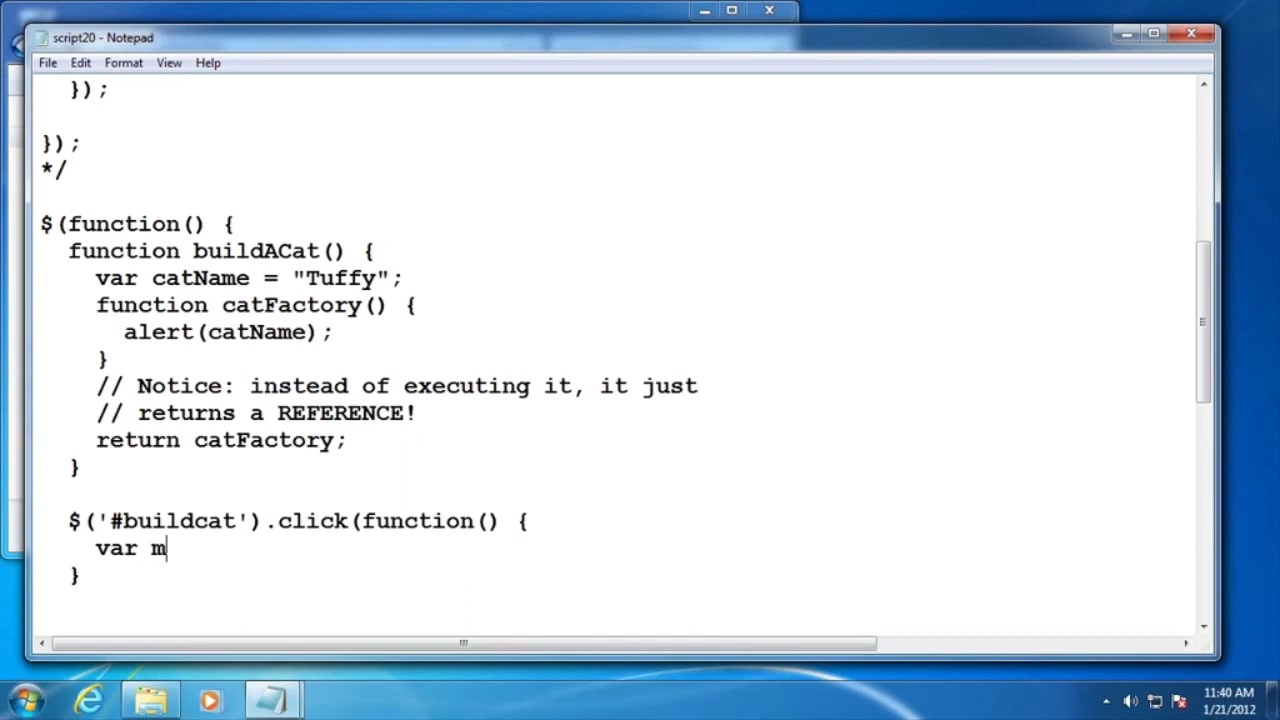 script20 - Notepad
File Edit Format View Help
});
});
*/
$(function() {
function buildACat() {
var catName = "Tuffy";
function catFactory() {
alert(catName);
}
// Notice: instead of executing it, it just
// returns a REFERENCE!
return catFactory;
}
$('#buildcat').click(function() {
var m
}
11:40 AM
1/21/2012